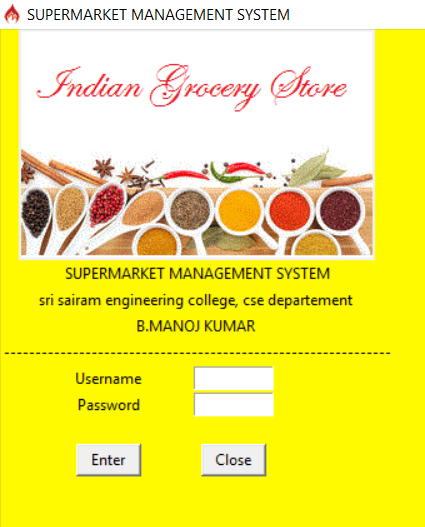 SUPERMARKET MANAGEMENT SYSTEM
Indian Grocery Store
SUPERMARKET MANAGEMENT SYSTEM
sri sairam engineering college, cse departement
B.MANOJ KUMAR
----------------------------------------------------------------
Username
Password
Enter Close